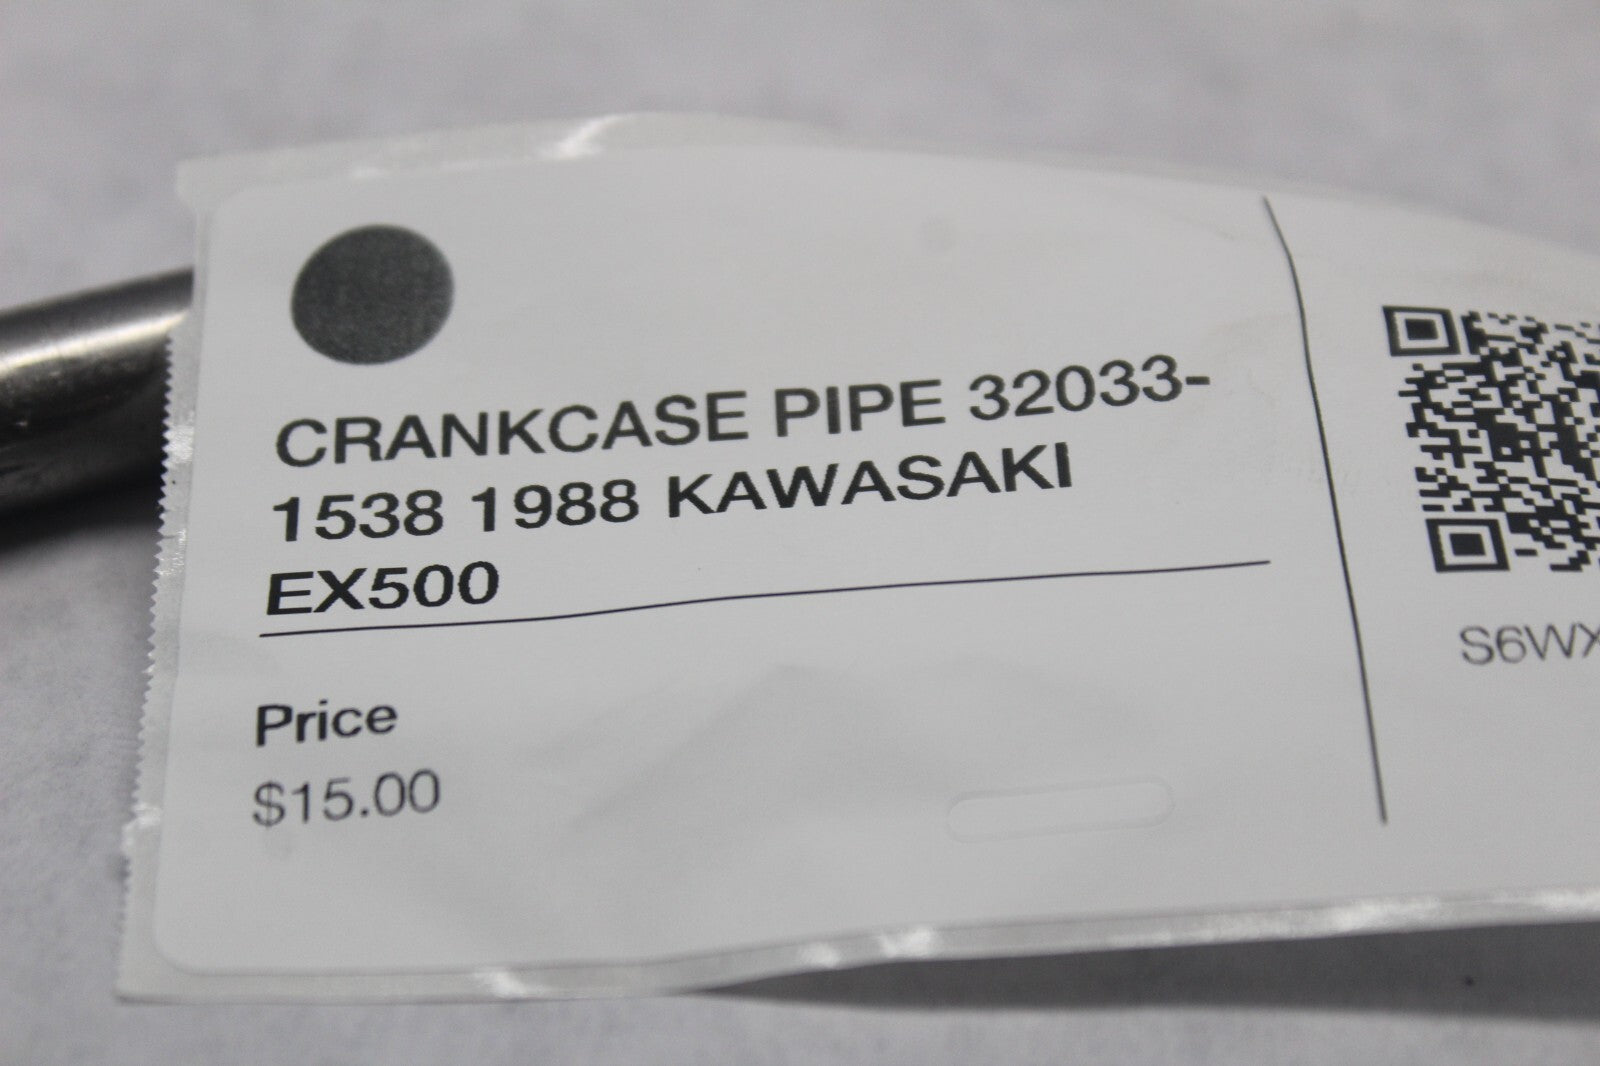 CRANKCASE PIPE 32033-
1538 1988 KAWASAKI
EX500
Price
$15.00